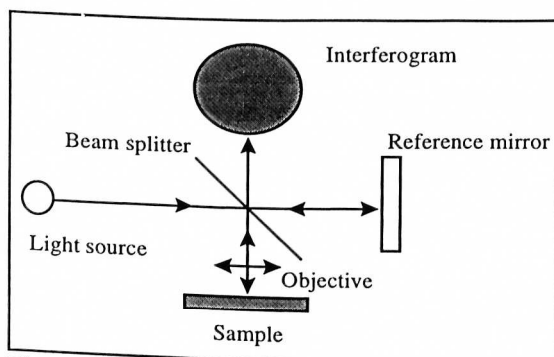 Interferogram
Beam splitter
Reference mirror
Light source
Objective
Sample